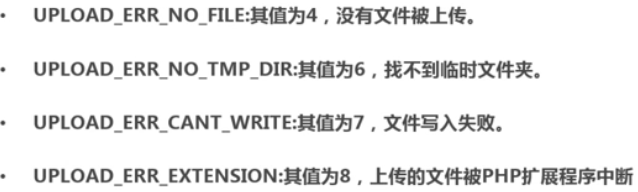 • UPLOAD_ERR_NO_FILE:其值为4，没有文件被上传。
• UPLOAD_ERR_NO_TMP_DIR:其值为6，找不到临时文件夹。
• UPLOAD_ERR_CANT_WRITE:其值为7，文件写入失败。
• UPLOAD_ERR_EXTENSION:其值为8，上传的文件被PHP扩展程序中断